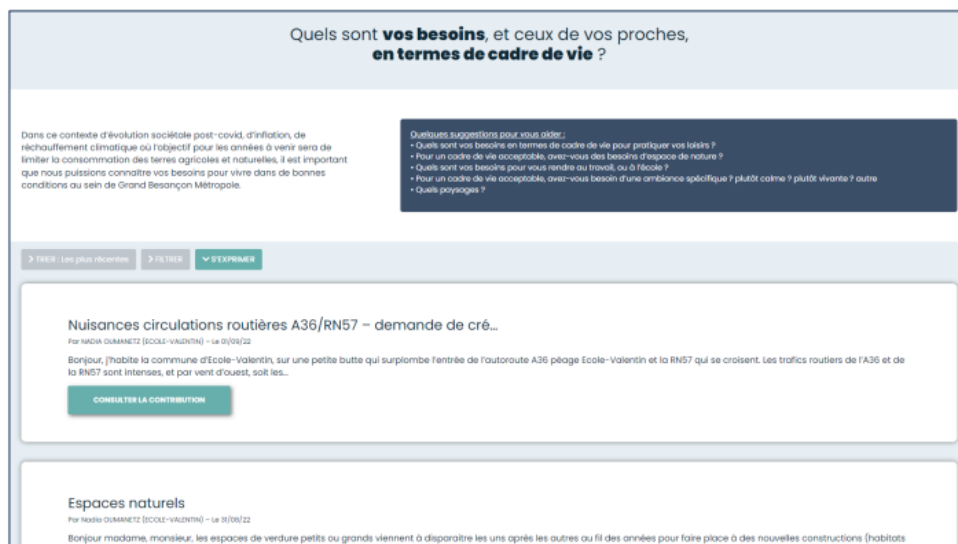 Quels sont vos besoins, et ceux de vos proches,
en termes de cadre de vie ?
Dans ce contexte d'évolution sociétale post-covid, d'inflation, de
réchauffement climatique où l'objectif pour les années à venir sera de
limiter la consommation des terres agricoles et naturelles, il est important
que nous puissions connaître vos besoins pour vivre dans de bonnes
conditions au sein de Grand Besançon Métropole.
Quelques suggestions pour vous aider :
• Quels sont vos besoins en termes de cadre de vie pour pratiquer vos loisirs ?
• Pour un cadre de vie acceptable, avez-vous des besoins d'espace de nature ?
• Quels sont vos besoins pour vous rendre au travail, ou à l'école ?
• Pour un cadre de vie acceptable, avez-vous besoin d'une ambiance spécifique ? plutôt calme ? plutôt vivante ? autre
• Quels paysages ?
TRIER : Les plus récentes
FILTRER
S'EXPRIMER
Nuisances circulations routières A36/RN57 – demande de cré...
Par NADIA OUMANETZ (ECOLE-VALENTIN) – Le 01/09/22
Bonjour, j'habite la commune d'Ecole-Valentin, sur une petite butte qui surplombe l'entrée de l'autoroute A36 péage Ecole-Valentin et la RN57 qui se croisent. Les trafics routiers de l'A36 et de
la RN57 sont intenses, et par vent d'ouest, soit les...
CONSULTER LA CONTRIBUTION
Espaces naturels
Par Nadia OUMANETZ (ECOLE-VALENTIN) – Le 31/08/22
Bonjour madame, monsieur, les espaces de verdure petits ou grands viennent à disparaitre les uns après les autres au fil des années pour faire place à des nouvelles constructions (habitats